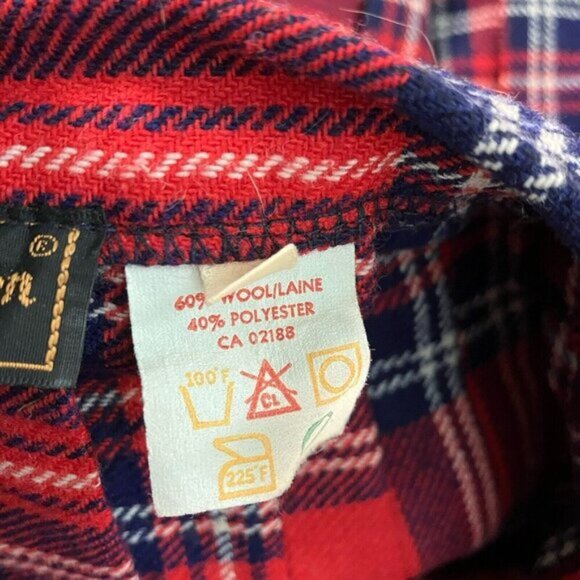 ®
60% WOOL/LAINE
40% POLYESTER
CA 02188
100°F
CL
225°F